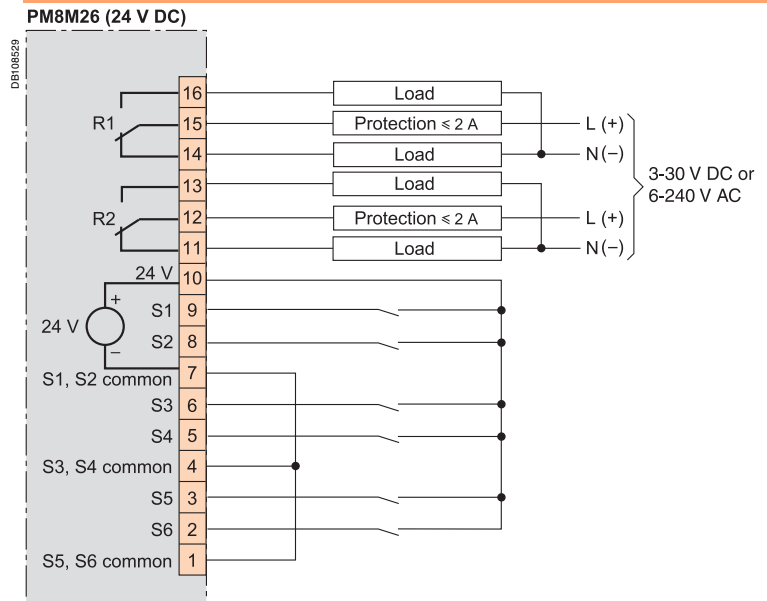 PM8M26 (24 V DC)
DB108529
16 Load
R1 15 Protection ≤ 2 A L (+)
14 Load N (–)
13 Load
3-30 V DC or
6-240 V AC
R2 12 Protection ≤ 2 A L (+)
11 Load N (–)
24 V 10
+
S1 9
24 V
S2 8
–
S1, S2 common 7
S3 6
S4 5
S3, S4 common 4
S5 3
S6 2
S5, S6 common 1